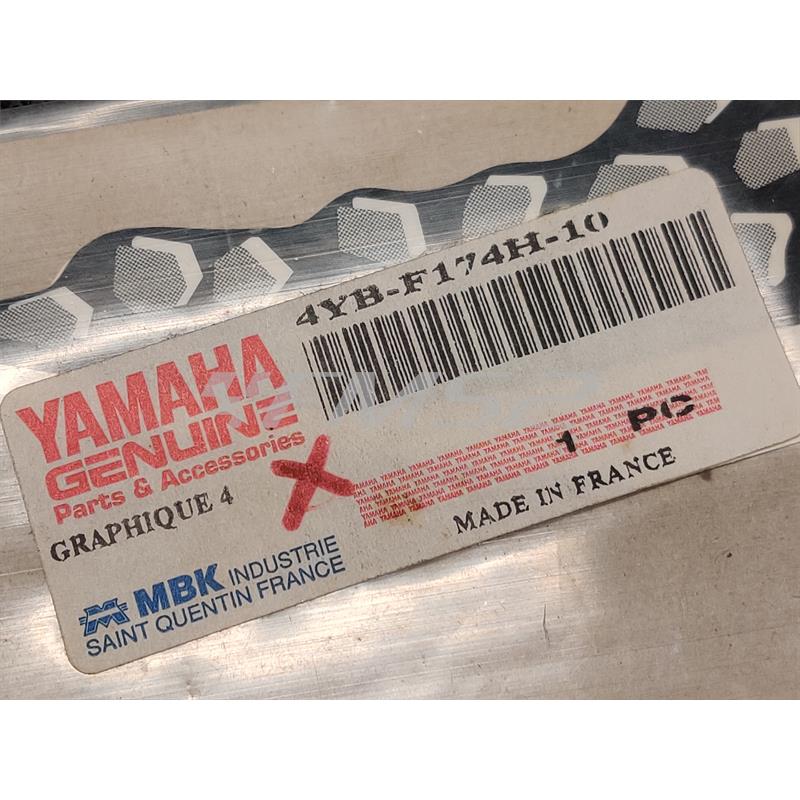 4YB-F174H-10
YAMAHA
GENUINE
Parts & Accessories
GRAPHIQUE 4
1 PC
MADE IN FRANCE
MBK INDUSTRIE
SAINT QUENTIN FRANCE